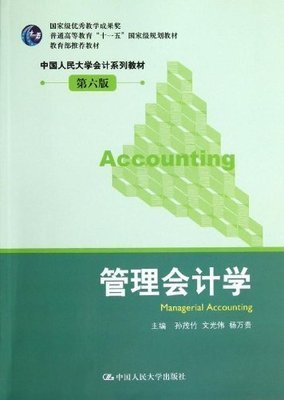 国家级优秀教学成果奖
普通高等教育“十一五”国家级规划教材
教育部推荐教材
中国人民大学会计系列教材
第六版
Accounting
管理会计学
Managerial Accounting
主编 孙茂竹 文光伟 杨万贵
中国人民大学出版社